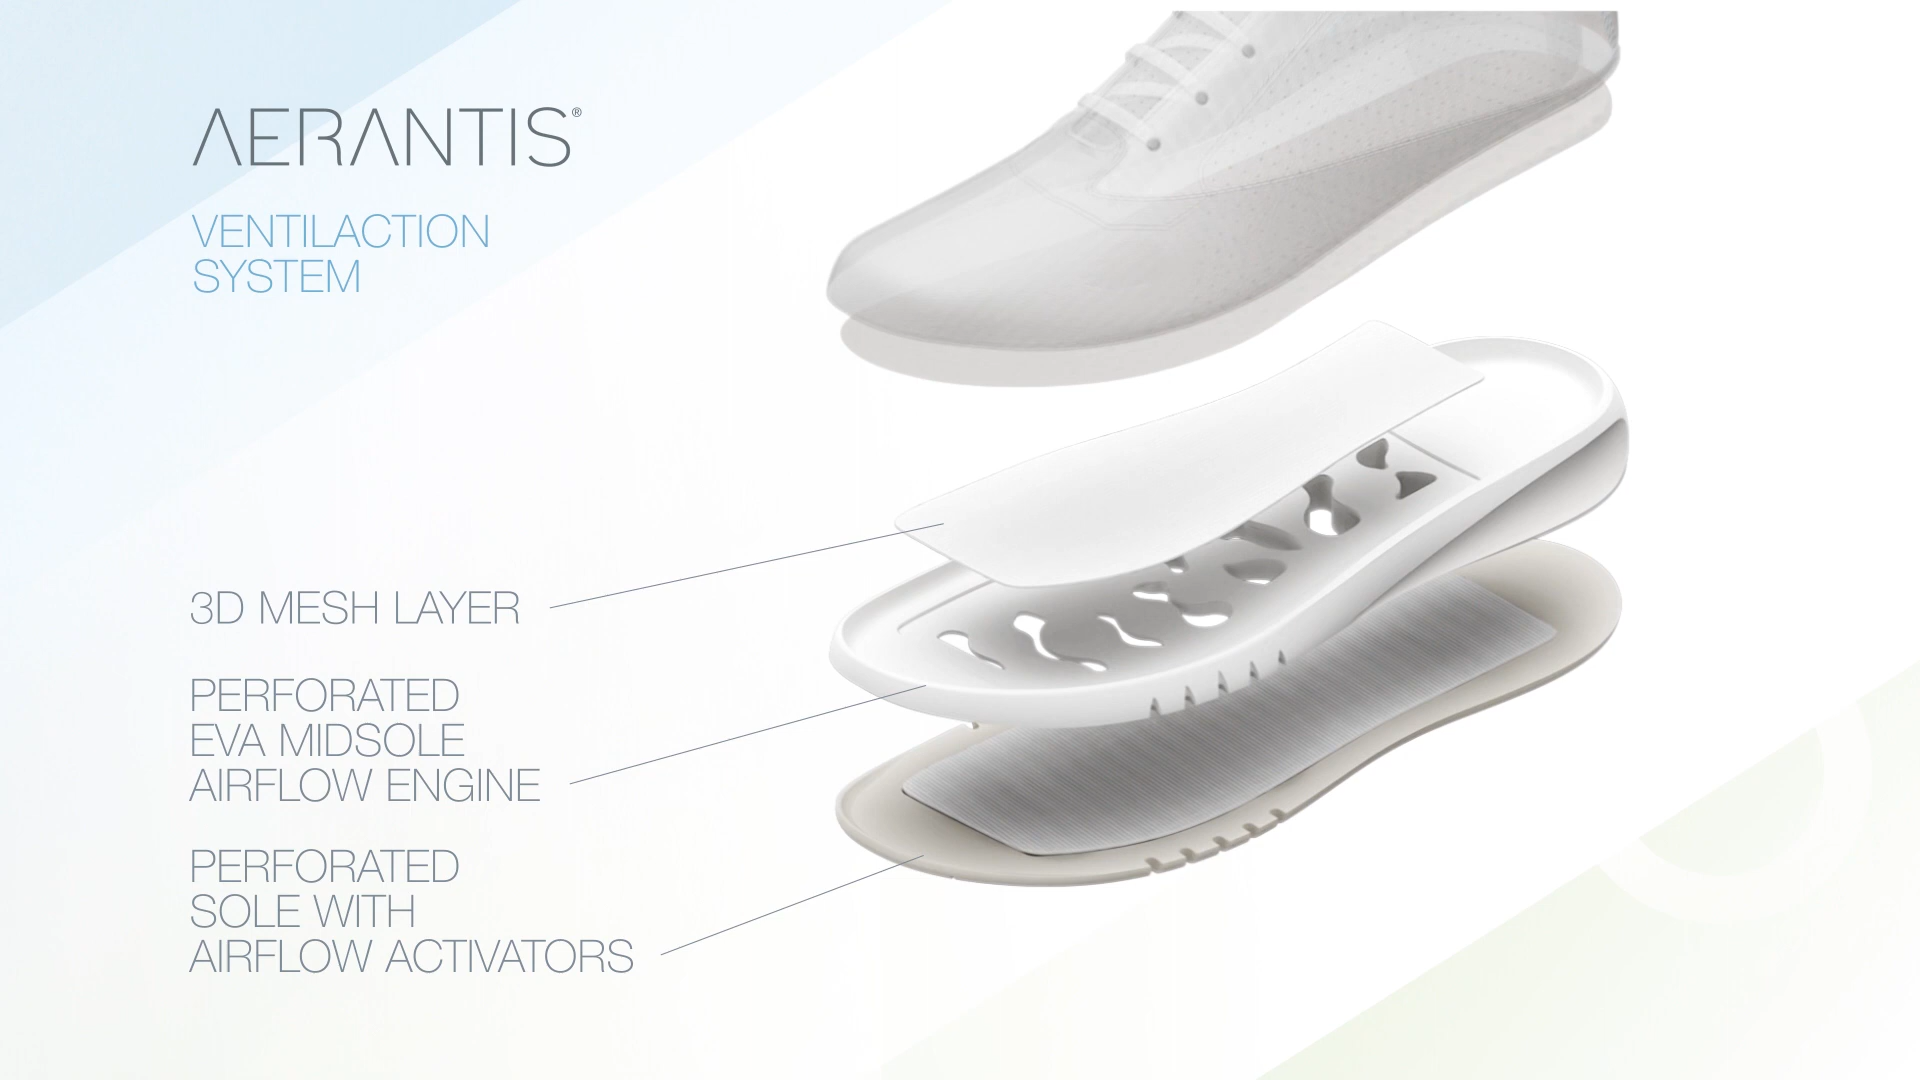 AERANTIS®
VENTILACTION
SYSTEM
3D MESH LAYER
PERFORATED
EVA MIDSOLE
AIRFLOW ENGINE
PERFORATED
SOLE WITH
AIRFLOW ACTIVATORS